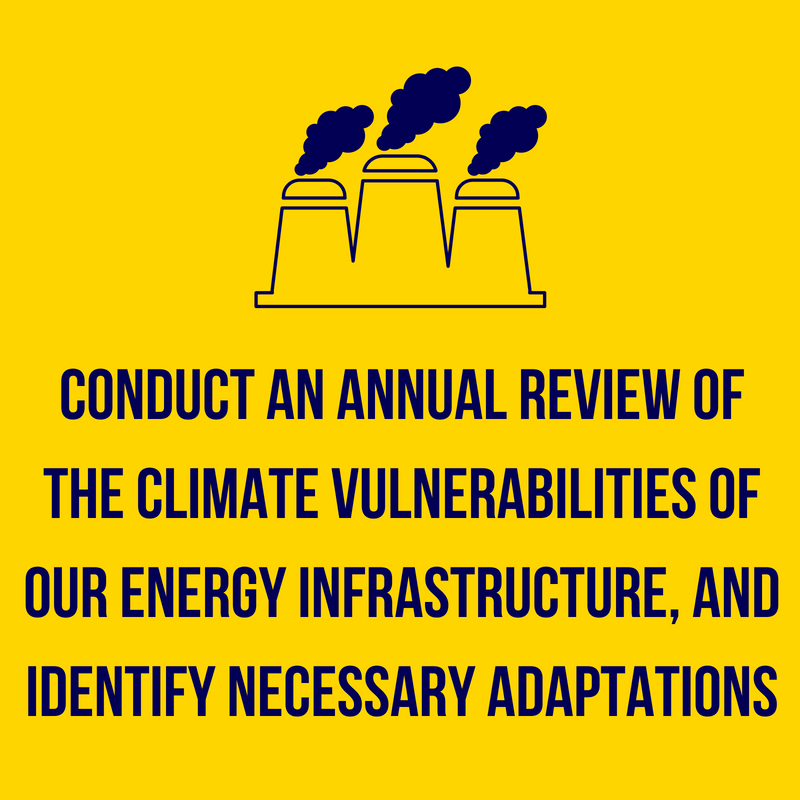 CONDUCT AN ANNUAL REVIEW OF
THE CLIMATE VULNERABILITIES OF
OUR ENERGY INFRASTRUCTURE, AND
IDENTIFY NECESSARY ADAPTATIONS